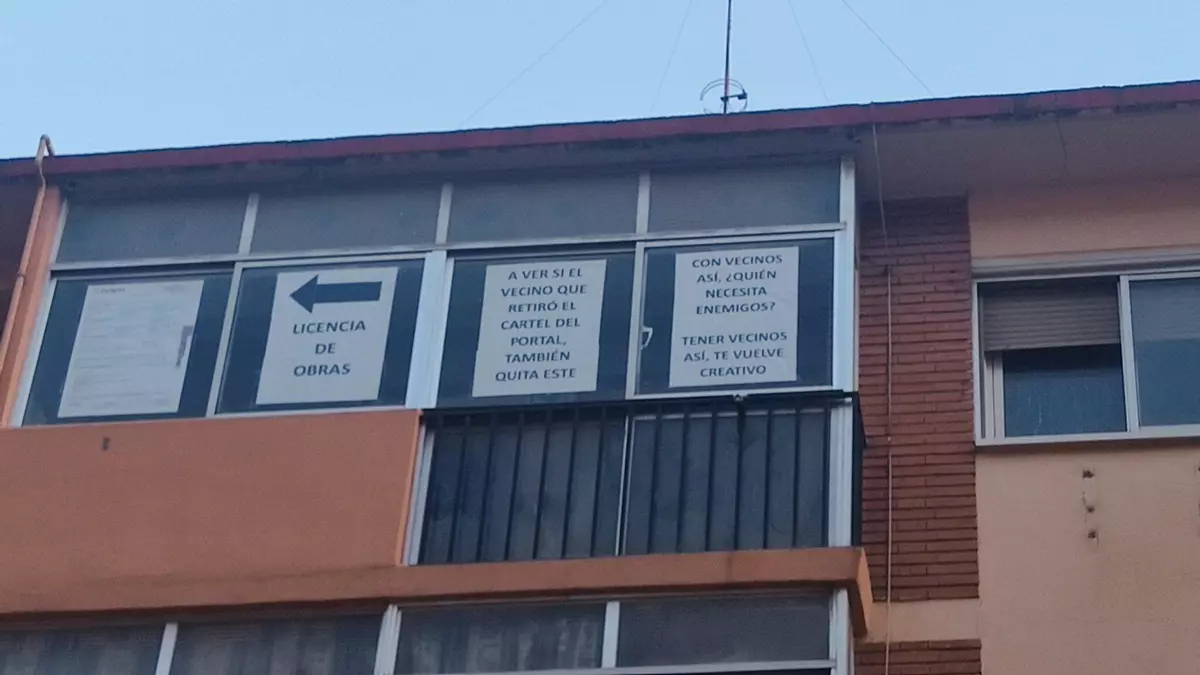 LICENCIA
DE
OBRAS
A VER SI EL
VECINO QUE
RETIRÓ EL
CARTEL DEL
PORTAL,
TAMBIÉN
QUITA ESTE
CON VECINOS
ASÍ, ¿QUIÉN
NECESITA
ENEMIGOS?
TENER VECINOS
ASÍ, TE VUELVE
CREATIVO